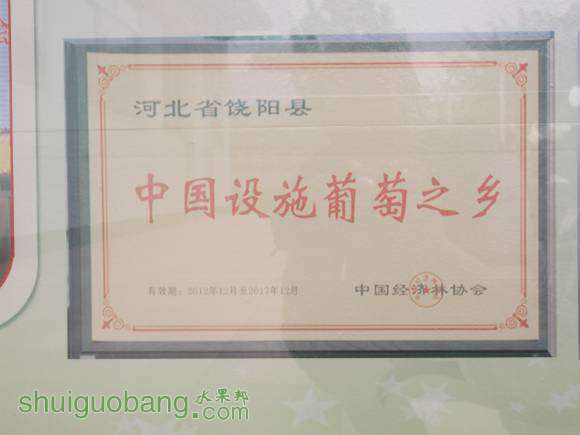 河北省饶阳县
中国设施葡萄之乡
有效期：2012年12月至2017年12月
中国经济林协会
水果邦
shuiguobang.com